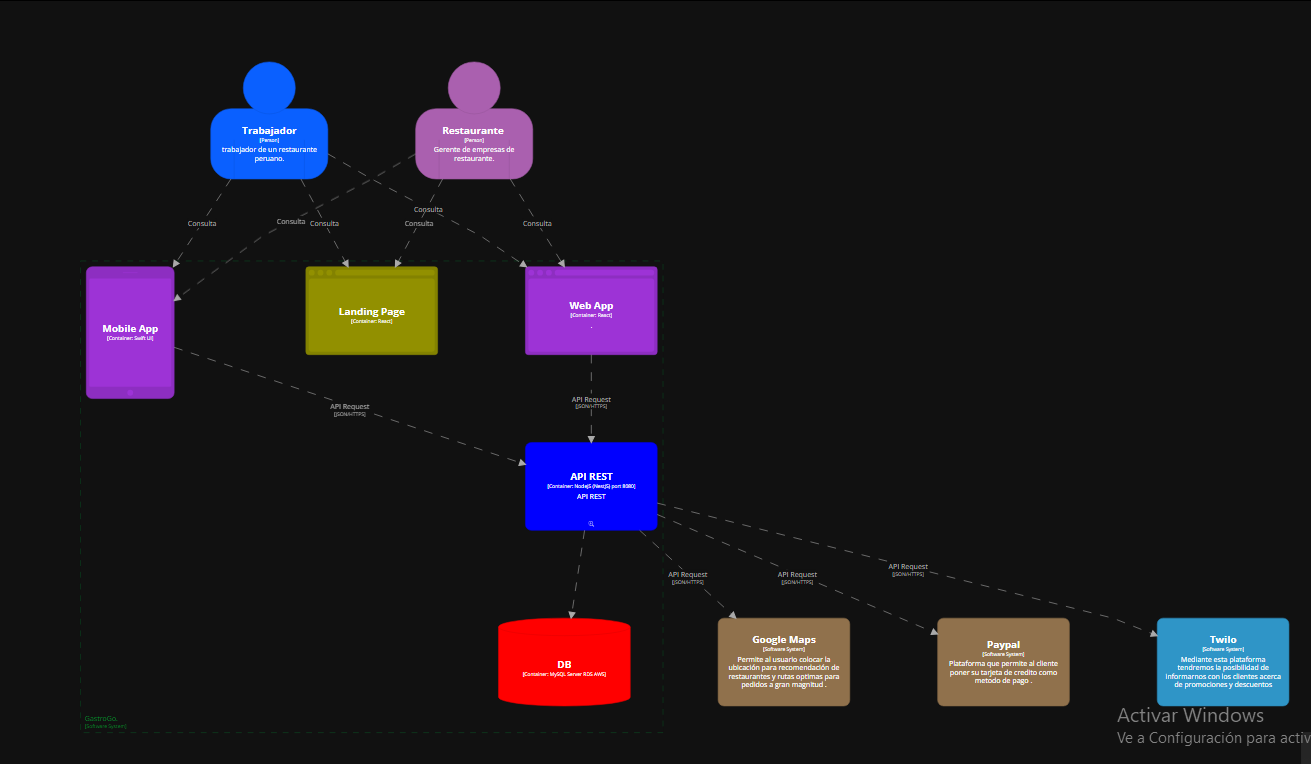 Trabajador
[Person]
trabajador de un restaurante
peruano.
Restaurante
[Person]
Gerente de empresas de
restaurante.
Consulta
Consulta
Consulta
Consulta
Consulta
Consulta
Mobile App
[Container: Swift UI]
Landing Page
[Container: React]
Web App
[Container: React]
.
API Request
[JSON/HTTPS]
API Request
[JSON/HTTPS]
API REST
[Container: NodeJS (NestJS) port 8080]
API REST
API Request
[JSON/HTTPS]
API Request
[JSON/HTTPS]
API Request
[JSON/HTTPS]
DB
[Container: MySQL Server RDS AWS]
Google Maps
[Software System]
Permite al usuario colocar la
ubicación para recomendación de
restaurantes y rutas optimas para
pedidos a gran magnitud .
Paypal
[Software System]
Plataforma que permite al cliente
poner su tarjeta de credito como
metodo de pago .
Twilo
[Software System]
Mediante esta plataforma
tendremos la posibilidad de
informarnos con los clientes acerca
de promociones y descuentos
GastroGo.
[Software System]
Activar Windows
Ve a Configuración para activ